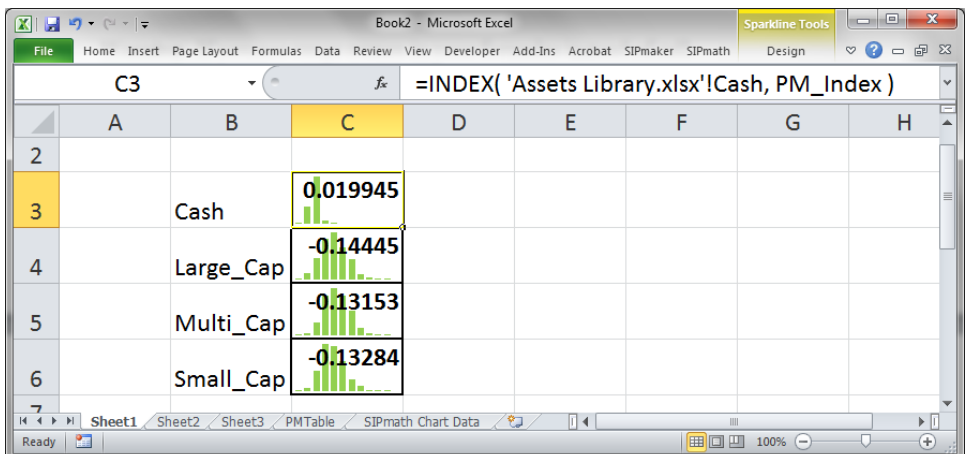 Book2 - Microsoft Excel
Sparkline Tools
File Home Insert Page Layout Formulas Data Review View Developer Add-Ins Acrobat SIPmaker SIPmath Design
C3 fx =INDEX( 'Assets Library.xlsx'!Cash, PM_Index )
A B C D E F G H
2
3 Cash 0.019945
4 Large_Cap -0.14445
5 Multi_Cap -0.13153
6 Small_Cap -0.13284
7
Sheet1 Sheet2 Sheet3 PMTable SIPmath Chart Data
Ready 100%